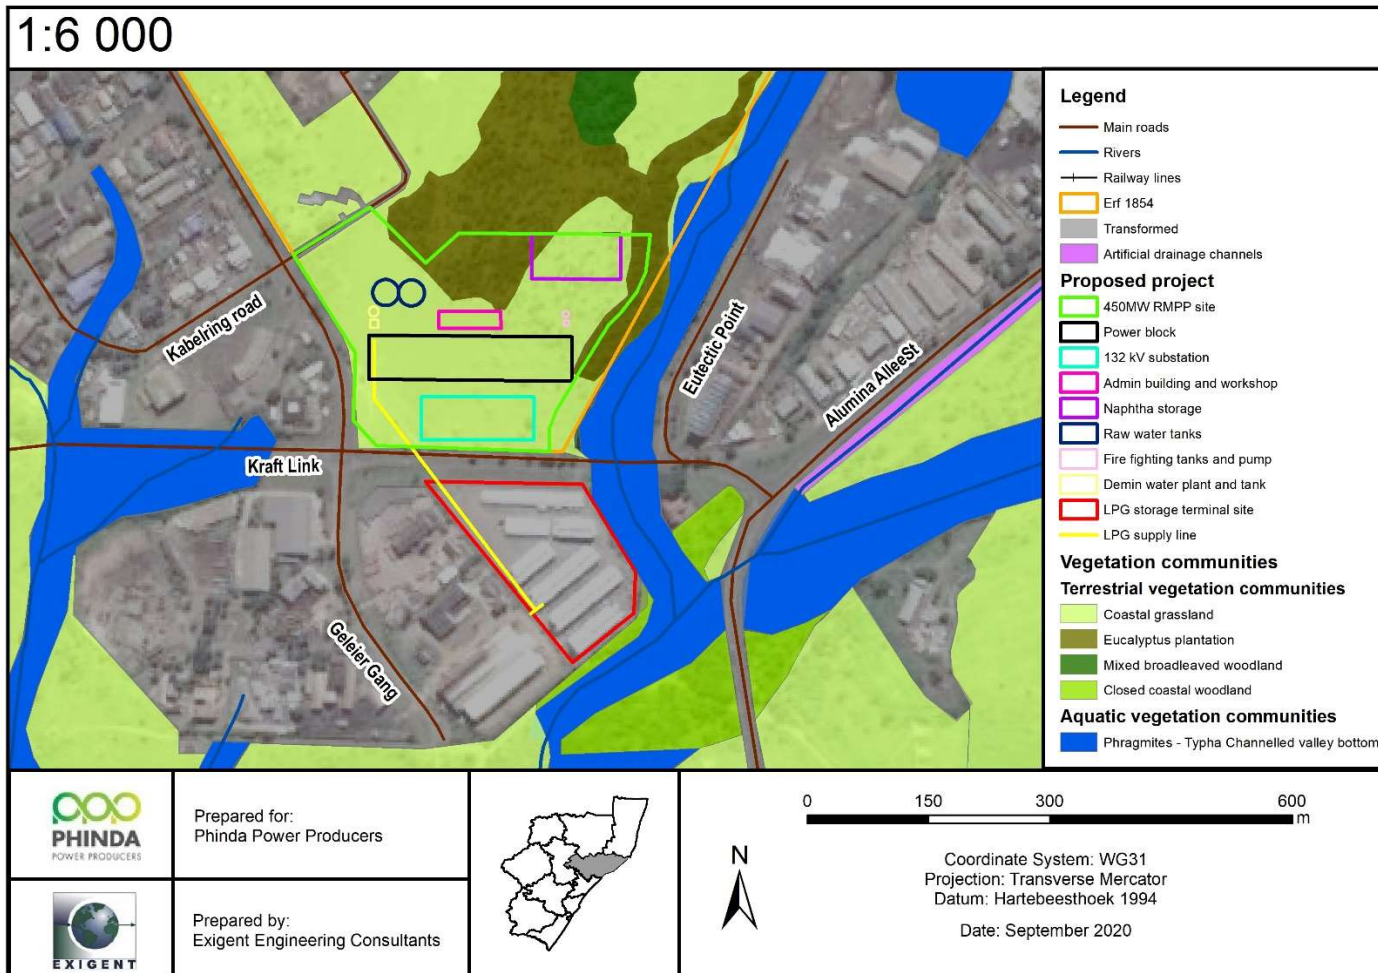 1:6 000
Kabelring road
Kraft Link
Geleier Gang
Eutectic Point
Alumina AlleeSt
Legend
Main roads
Rivers
Railway lines
Erf 1854
Transformed
Artificial drainage channels
Proposed project
450MW RMPP site
Power block
132 kV substation
Admin building and workshop
Naphtha storage
Raw water tanks
Fire fighting tanks and pump
Demin water plant and tank
LPG storage terminal site
LPG supply line
Vegetation communities
Terrestrial vegetation communities
Coastal grassland
Eucalyptus plantation
Mixed broadleaved woodland
Closed coastal woodland
Aquatic vegetation communities
Phragmites - Typha Channelled valley bottom
PHINDA
POWER PRODUCERS
Prepared for:
Phinda Power Producers
EXIGENT
Prepared by:
Exigent Engineering Consultants
N
0 150 300 600
m
Coordinate System: WG31
Projection: Transverse Mercator
Datum: Hartebeesthoek 1994
Date: September 2020